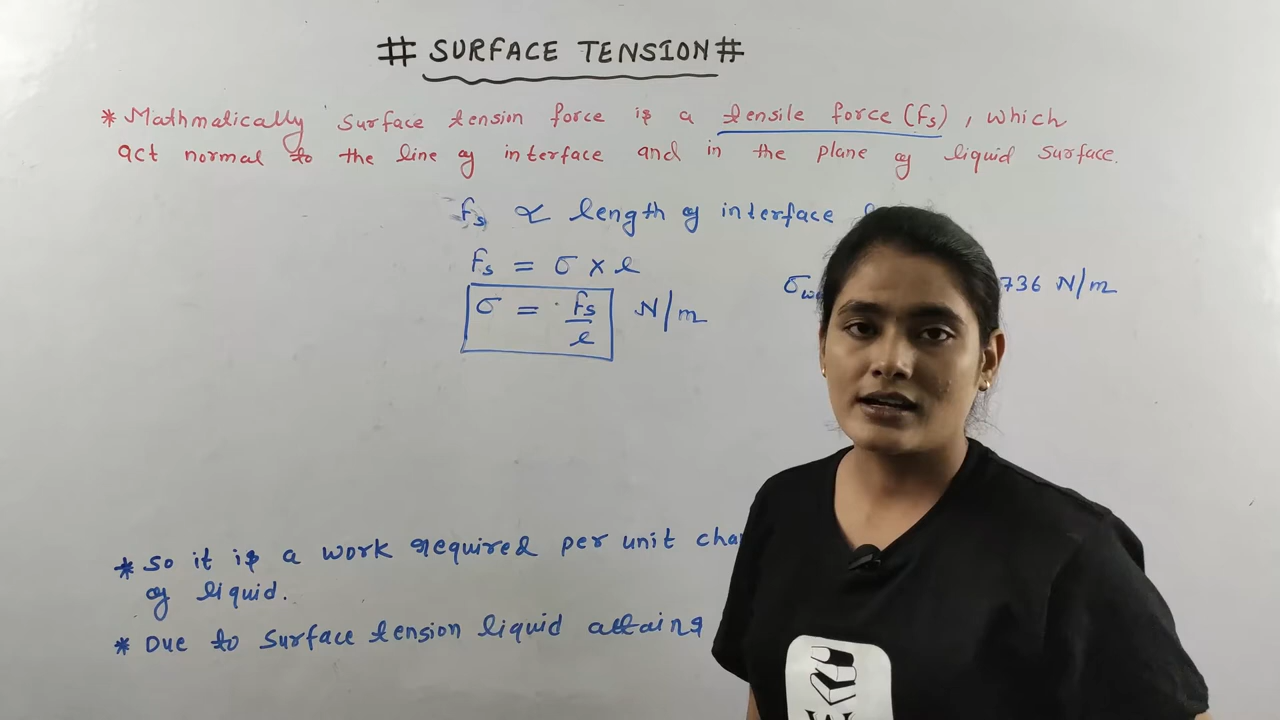 # SURFACE TENSION #
* Mathmatically surface tension force is a tensile force (fs), which
act normal to the line of interface and in the plane of liquid surface.
fs ∝ length of interface
fs = σ × l
σ = fs/l N/m
736 N/m
* So it is a work required per unit
of liquid.
* Due to surface tension liquid attains